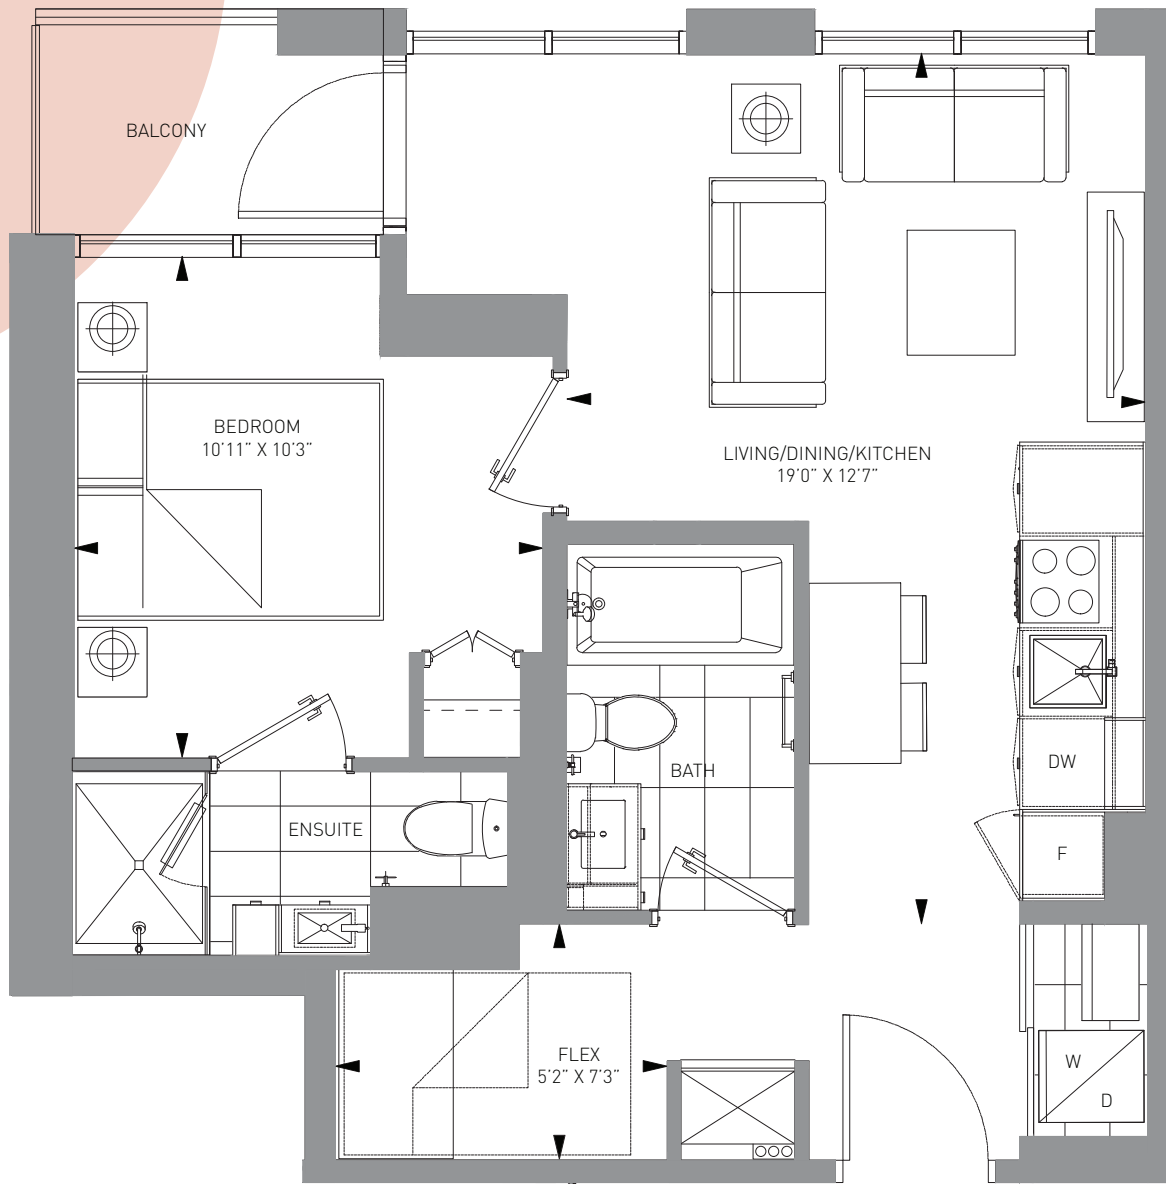 BALCONY
BEDROOM
10'11" X 10'3"
LIVING/DINING/KITCHEN
19'0" X 12'7"
DW
BATH
ENSUITE
F
FLEX
5'2" X 7'3"
W
D